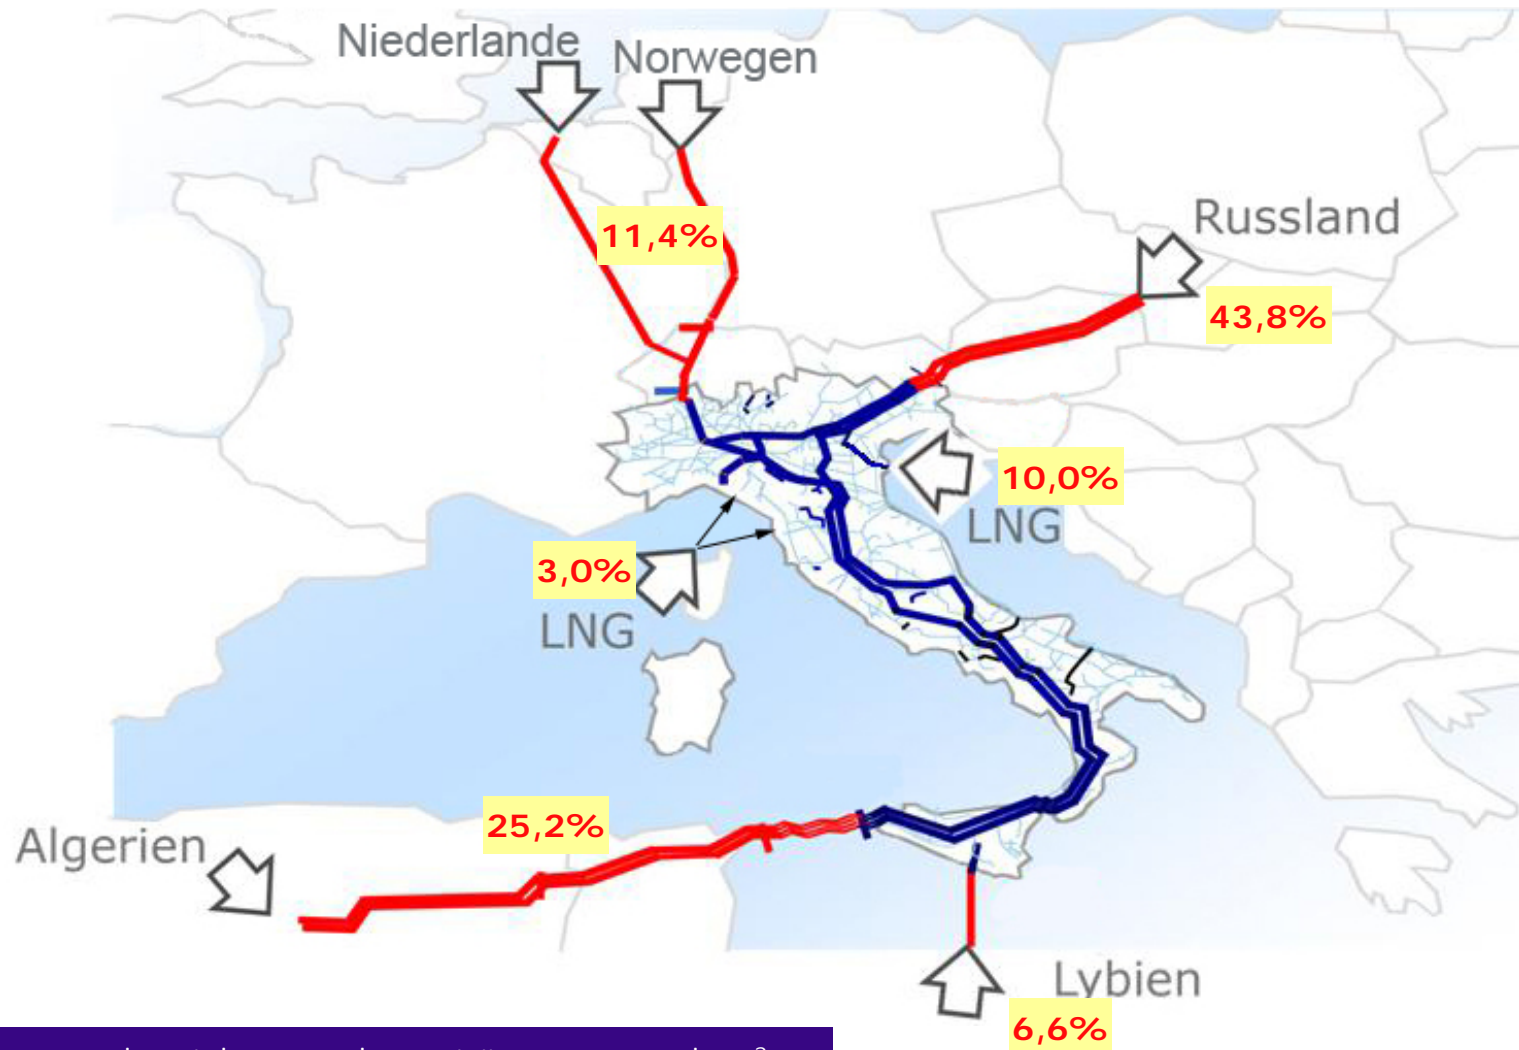 Niederlande
Norwegen
11,4%
Russland
43,8%
10,0%
LNG
3,0%
LNG
25,2%
Algerien
Lybien
6,6%